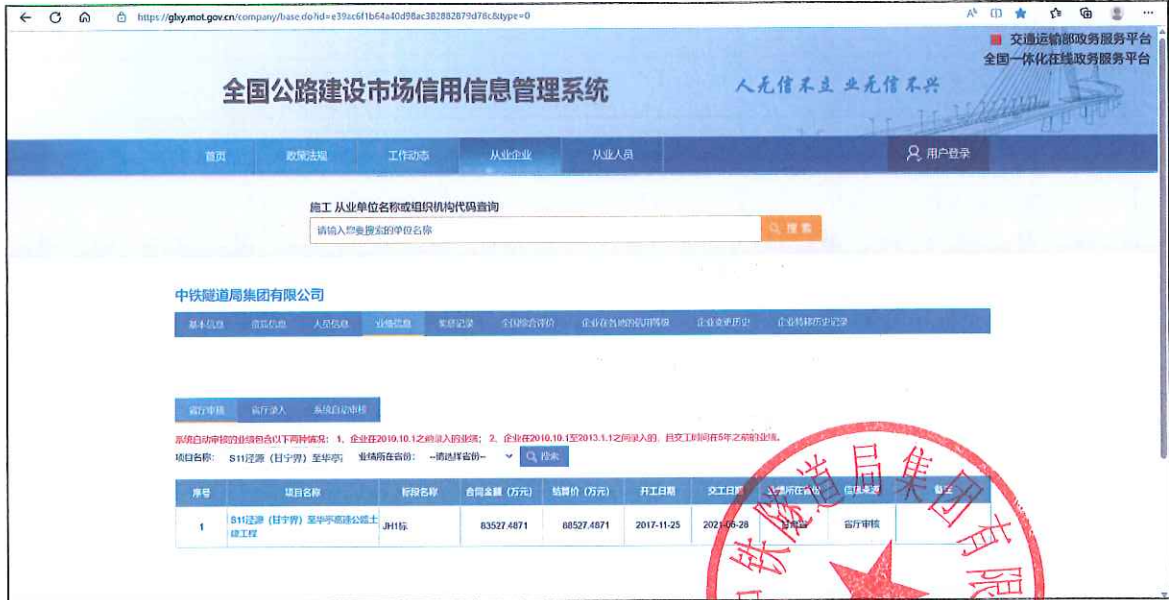 https://glxy.mot.gov.cn/company/base.do?id=e39ac6f1b64a40d98ac382882879d78c&type=0
交通运输部政务服务平台
全国一体化在线政务服务平台
全国公路建设市场信用信息管理系统
人无信不立 业无信不兴
首页 政策法规 工作动态 从业企业 从业人员 用户登录
施工 从业单位名称或组织机构代码查询
请输入您要搜索的单位名称 搜索
中铁隧道局集团有限公司
基本信息 资质信息 人员信息 业绩信息 奖惩记录 全国综合评价 企业在各地的信用等级 企业变更历史 企业转移历史记录
省厅审核 省厅录入 系统自动审核
系统自动审核的业绩包含以下两种情况: 1、企业在2010.10.1之前录入的业绩; 2、企业在2010.10.1至2013.1.1之间录入的,且交工时间在5年之前的业绩。
项目名称: S11泾源(甘宁界)至华亭 业绩所在省份: --请选择省份-- 搜索
序号 项目名称 标段名称 合同金额(万元) 结算价(万元) 开工日期 交工日期 业绩所在省份 信息来源 备注
1 S11泾源(甘宁界)至华亭高速公路土建工程 JH1标 83527.4871 88527.4871 2017-11-25 2021-06-28 甘肃省 省厅审核
中铁隧道局集团有限